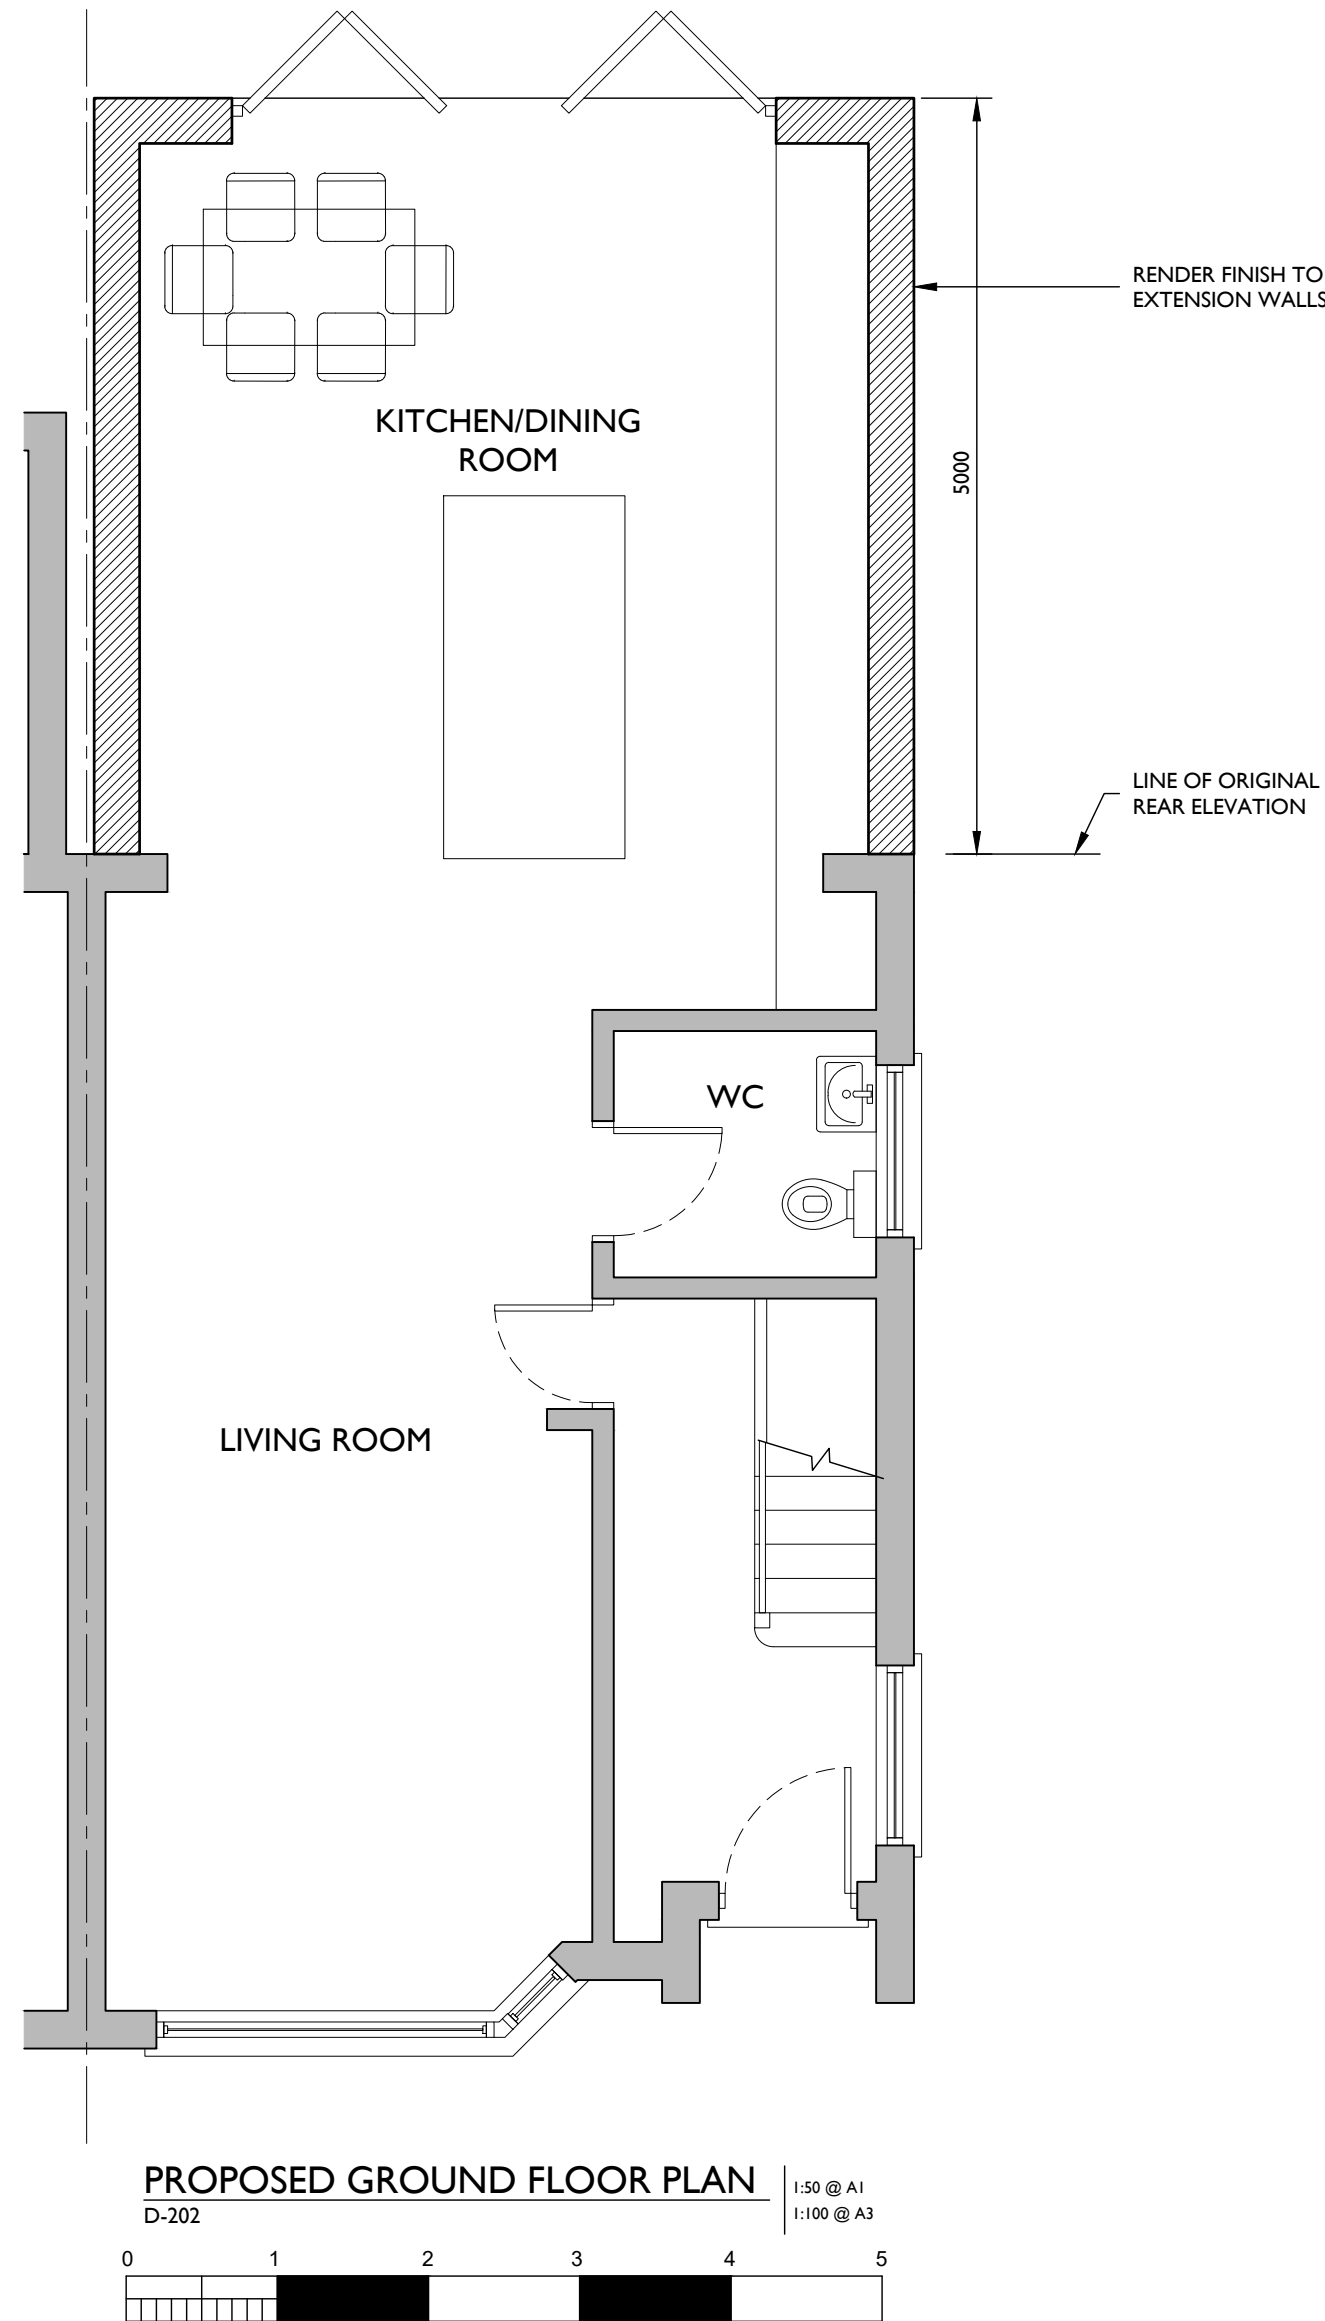 RENDER FINISH TO
EXTENSION WALLS
KITCHEN/DINING
ROOM
5000
LINE OF ORIGINAL
REAR ELEVATION
WC
LIVING ROOM
PROPOSED GROUND FLOOR PLAN
1:50 @ A1
D-202
1:100 @ A3
0 1 2 3 4 5